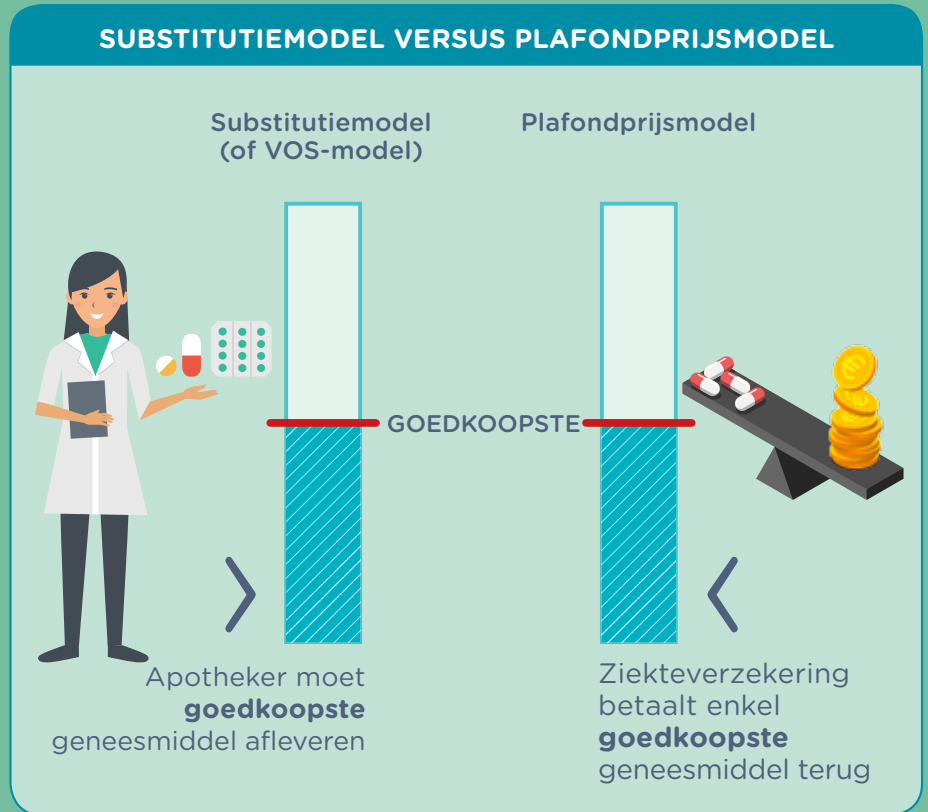 SUBSTITUTIEMODEL VERSUS PLAFONDPRIJSMODEL
Substitutiemodel
(of VOS-model)
Plafondprijsmodel
GOEDKOOPSTE
Apotheker moet
goedkoopste
geneesmiddel afleveren
Ziekteverzekering
betaalt enkel
goedkoopste
geneesmiddel terug